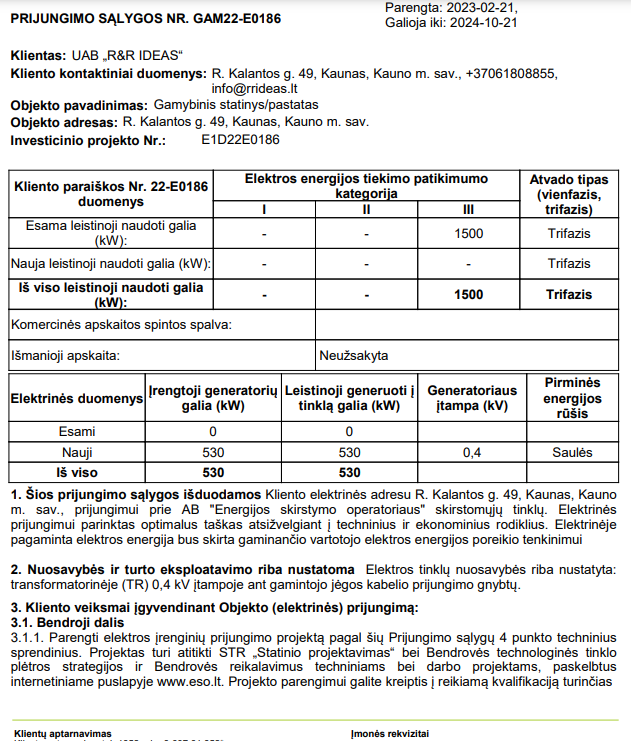 PRIJUNGIMO SĄLYGOS NR. GAM22-E0186
Parengta: 2023-02-21,
Galioja iki: 2024-10-21
Klientas: UAB „R&R IDEAS“
Kliento kontaktiniai duomenys: R. Kalantos g. 49, Kaunas, Kauno m. sav., +37061808855,
info@rrideas.lt
Objekto pavadinimas: Gamybinis statinys/pastatas
Objekto adresas: R. Kalantos g. 49, Kaunas, Kauno m. sav.
Investicinio projekto Nr.: E1D22E0186
Kliento paraiškos Nr. 22-E0186
duomenys
Elektros energijos tiekimo patikimumo
kategorija
Atvado tipas
(vienfazis,
trifazis)
I II III
Esama leistinoji naudoti galia
(kW):
- - 1500 Trifazis
Nauja leistinoji naudoti galia (kW): - - - Trifazis
Iš viso leistinoji naudoti galia
(kW):
- - 1500 Trifazis
Komercinės apskaitos spintos spalva:
Išmanioji apskaita: Neužsakyta
Elektrinės duomenys
Įrengtoji generatorių
galia (kW)
Leistinoji generuoti į
tinklą galia (kW)
Generatoriaus
įtampa (kV)
Pirminės
energijos
rūšis
Esami 0 0
Nauji 530 530 0,4 Saulės
Iš viso 530 530
1. Šios prijungimo sąlygos išduodamos Kliento elektrinės adresu R. Kalantos g. 49, Kaunas, Kauno
m. sav., prijungimui prie AB "Energijos skirstymo operatoriaus" skirstomųjų tinklų. Elektrinės
prijungimui parinktas optimalus taškas atsižvelgiant į techninius ir ekonominius rodiklius. Elektrinėje
pagaminta elektros energija bus skirta gaminančio vartotojo elektros energijos poreikio tenkinimui
2. Nuosavybės ir turto eksploatavimo riba nustatoma Elektros tinklų nuosavybės riba nustatyta:
transformatorinėje (TR) 0,4 kV įtampoje ant gamintojo jėgos kabelio prijungimo gnybtų.
3. Kliento veiksmai įgyvendinant Objekto (elektrinės) prijungimą:
3.1. Bendroji dalis
3.1.1. Parengti elektros įrenginių prijungimo projektą pagal šių Prijungimo sąlygų 4 punkto techninius
sprendinius. Projektas turi atitikti STR „Statinio projektavimas“ bei Bendrovės technologinės tinklo
plėtros strategijos ir Bendrovės reikalavimus techniniams bei darbo projektams, paskelbtus
internetiniame puslapyje www.eso.lt. Projekto parengimui galite kreiptis į reikiamą kvalifikaciją turinčias
Klientų aptarnavimas
Įmonės rekvizitai